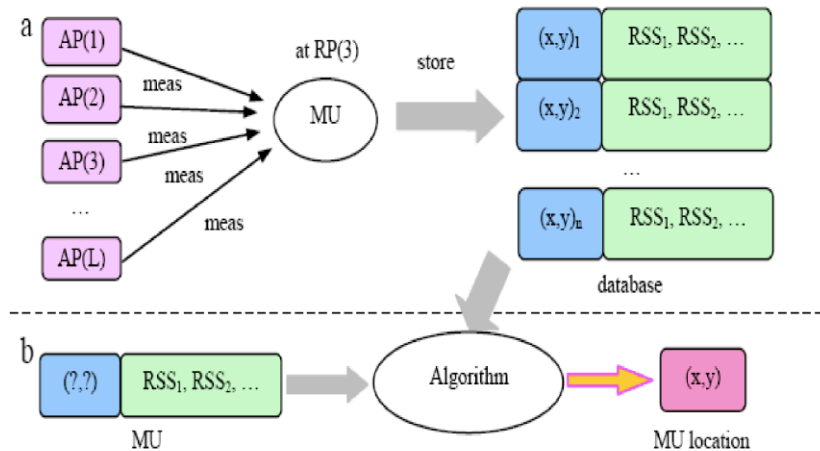 a
AP(1)
AP(2)
AP(3)
...
AP(L)
meas
meas
meas
meas
at RP(3)
MU
store
(x,y)₁ RSS₁, RSS₂, ...
(x,y)₂ RSS₁, RSS₂, ...
...
(x,y)ₙ RSS₁, RSS₂, ...
database
b
(?,?) RSS₁, RSS₂, ...
MU
Algorithm
(x,y)
MU location